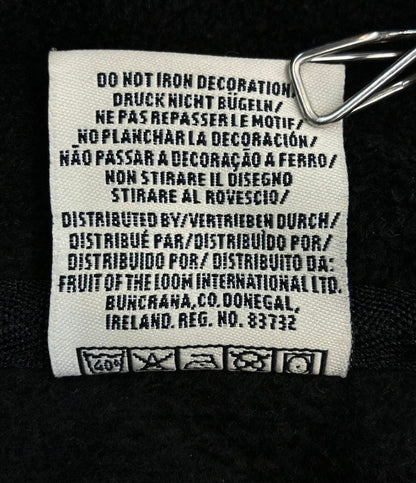 DO NOT IRON DECORATION/
DRUCK NICHT BÜGELN/
NE PAS REPASSER LE MOTIF/
NO PLANCHAR LA DECORACIÓN/
NÃO PASSAR A DECORAÇÃO A FERRO/
NON STIRARE IL DISEGNO
STIRARE AL ROVESCIO/
DISTRIBUTED BY/VERTRIEBEN DURCH/
DISTRIBUÉ PAR/DISTRIBUÍDO POR/
DISTRIBUIDO POR/ DISTRIBUITO DA:
FRUIT OF THE LOOM INTERNATIONAL LTD.
BUNCRANA, CO. DONEGAL,
IRELAND. REG. NO. 83732
40°